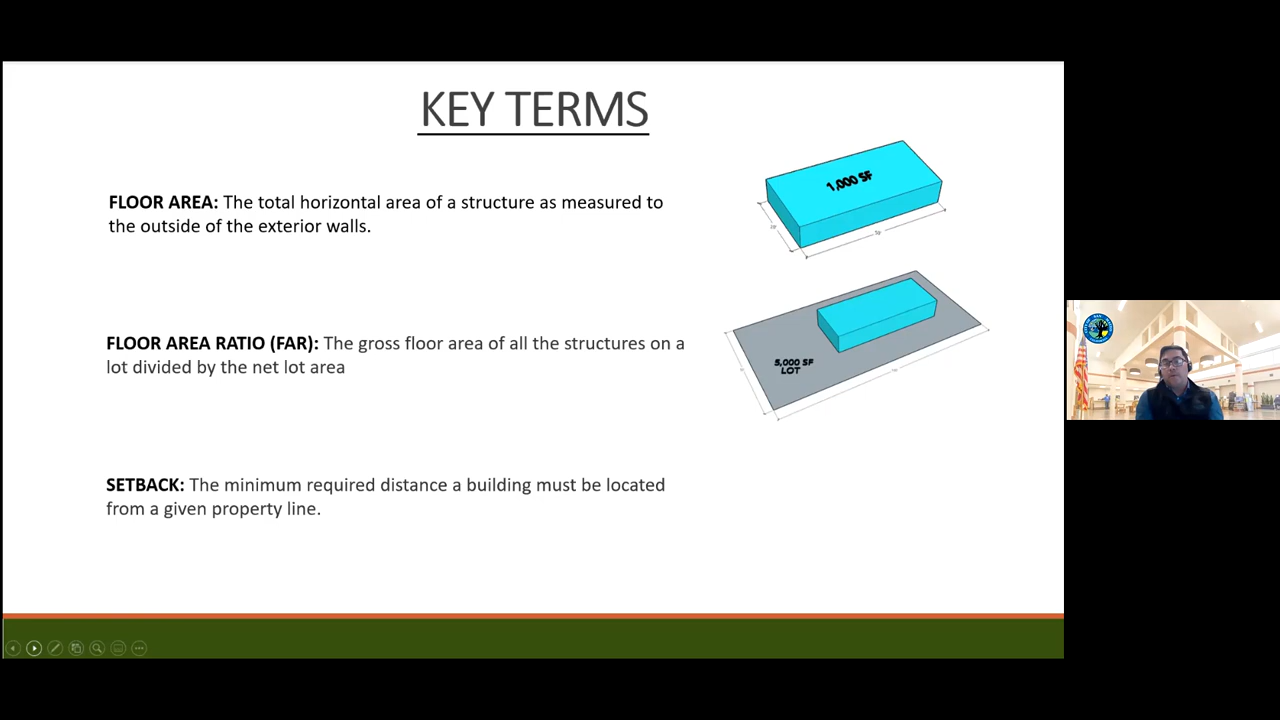 KEY TERMS
FLOOR AREA: The total horizontal area of a structure as measured to
the outside of the exterior walls.
1,000 SF
FLOOR AREA RATIO (FAR): The gross floor area of all the structures on a
lot divided by the net lot area
5,000 SF
LOT
SETBACK: The minimum required distance a building must be located
from a given property line.